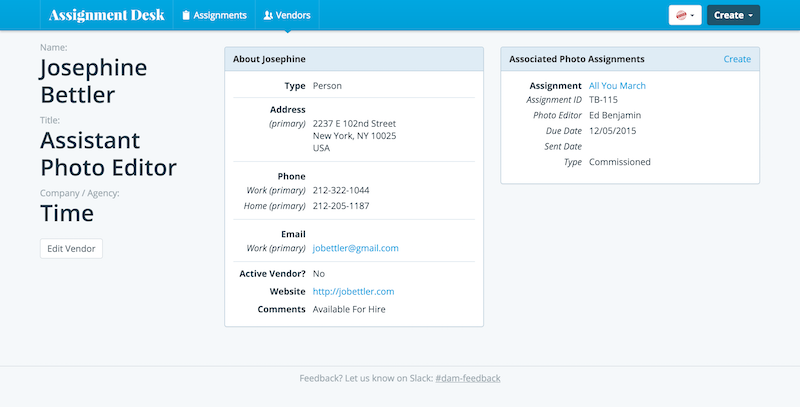 Assignment Desk
Assignments
Vendors
Create
Name:
Josephine
Bettler
Title:
Assistant
Photo Editor
Company / Agency:
Time
Edit Vendor
About Josephine
Type Person
Address
(primary) 2237 E 102nd Street
New York, NY 10025
USA
Phone
Work (primary) 212-322-1044
Home (primary) 212-205-1187
Email
Work (primary) jobettler@gmail.com
Active Vendor? No
Website http://jobettler.com
Comments Available For Hire
Associated Photo Assignments Create
Assignment All You March
Assignment ID TB-115
Photo Editor Ed Benjamin
Due Date 12/05/2015
Sent Date
Type Commissioned
Feedback? Let us know on Slack: #dam-feedback